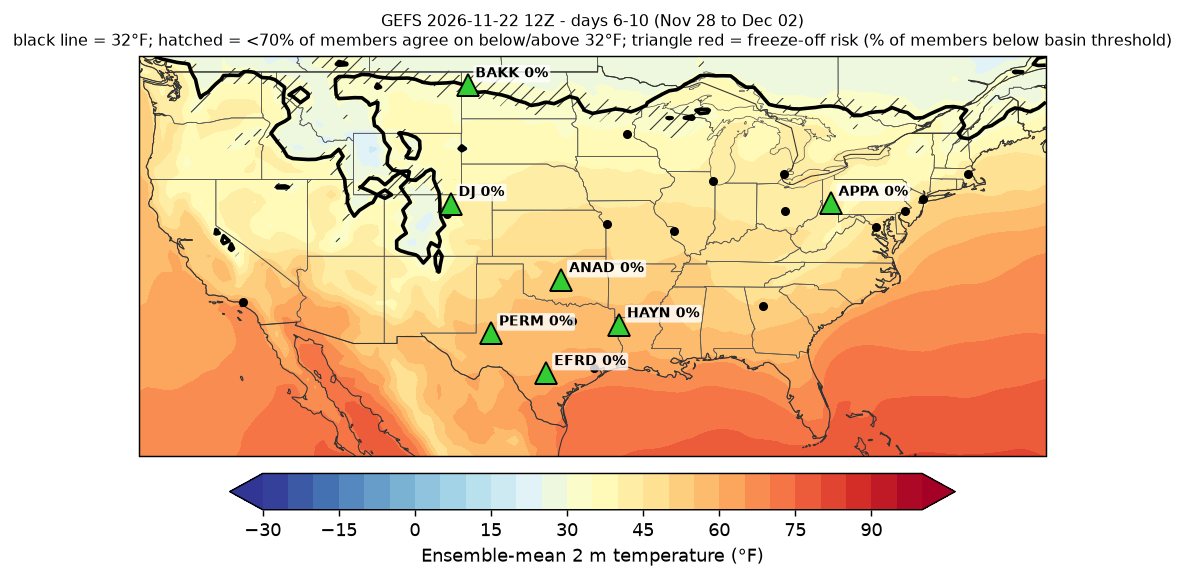 GEFS 2026-11-22 12Z - days 6-10 (Nov 28 to Dec 02)
black line = 32°F; hatched = <70% of members agree on below/above 32°F; triangle red = freeze-off risk (% of members below basin threshold)
BAKK 0%
DJ 0%
APPA 0%
ANAD 0%
HAYN 0%
PERM 0%
EFRD 0%
−30 −15 0 15 30 45 60 75 90
Ensemble-mean 2 m temperature (°F)